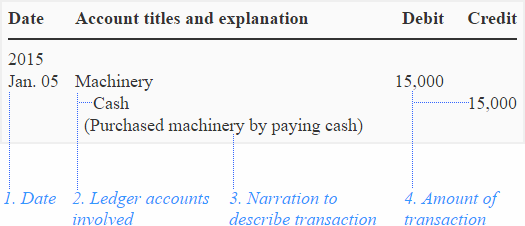 Date Account titles and explanation Debit Credit
2015
Jan. 05 Machinery 15,000
Cash 15,000
(Purchased machinery by paying cash)
1. Date 2. Ledger accounts 3. Narration to 4. Amount of
involved describe transaction transaction